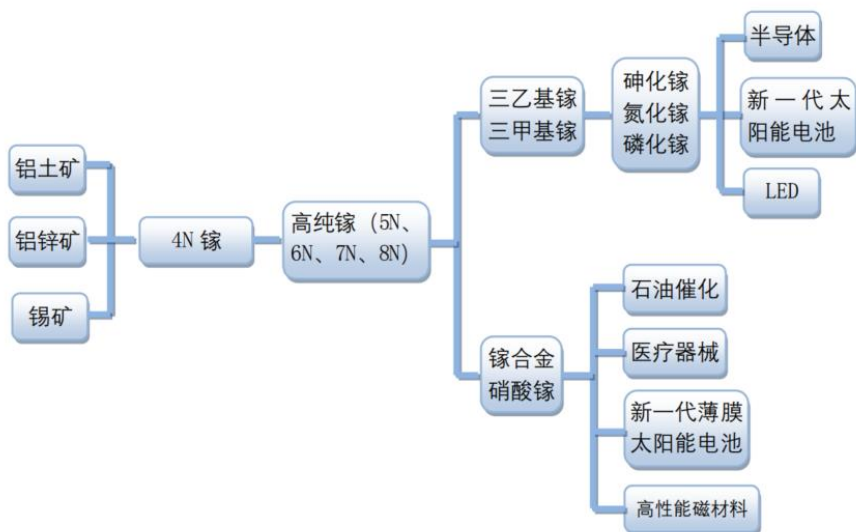 铝土矿
铝锌矿
锡矿
4N 镓
高纯镓（5N、
6N、7N、8N）
三乙基镓
三甲基镓
砷化镓
氮化镓
磷化镓
半导体
新一代太
阳能电池
LED
镓合金
硝酸镓
石油催化
医疗器械
新一代薄膜
太阳能电池
高性能磁材料